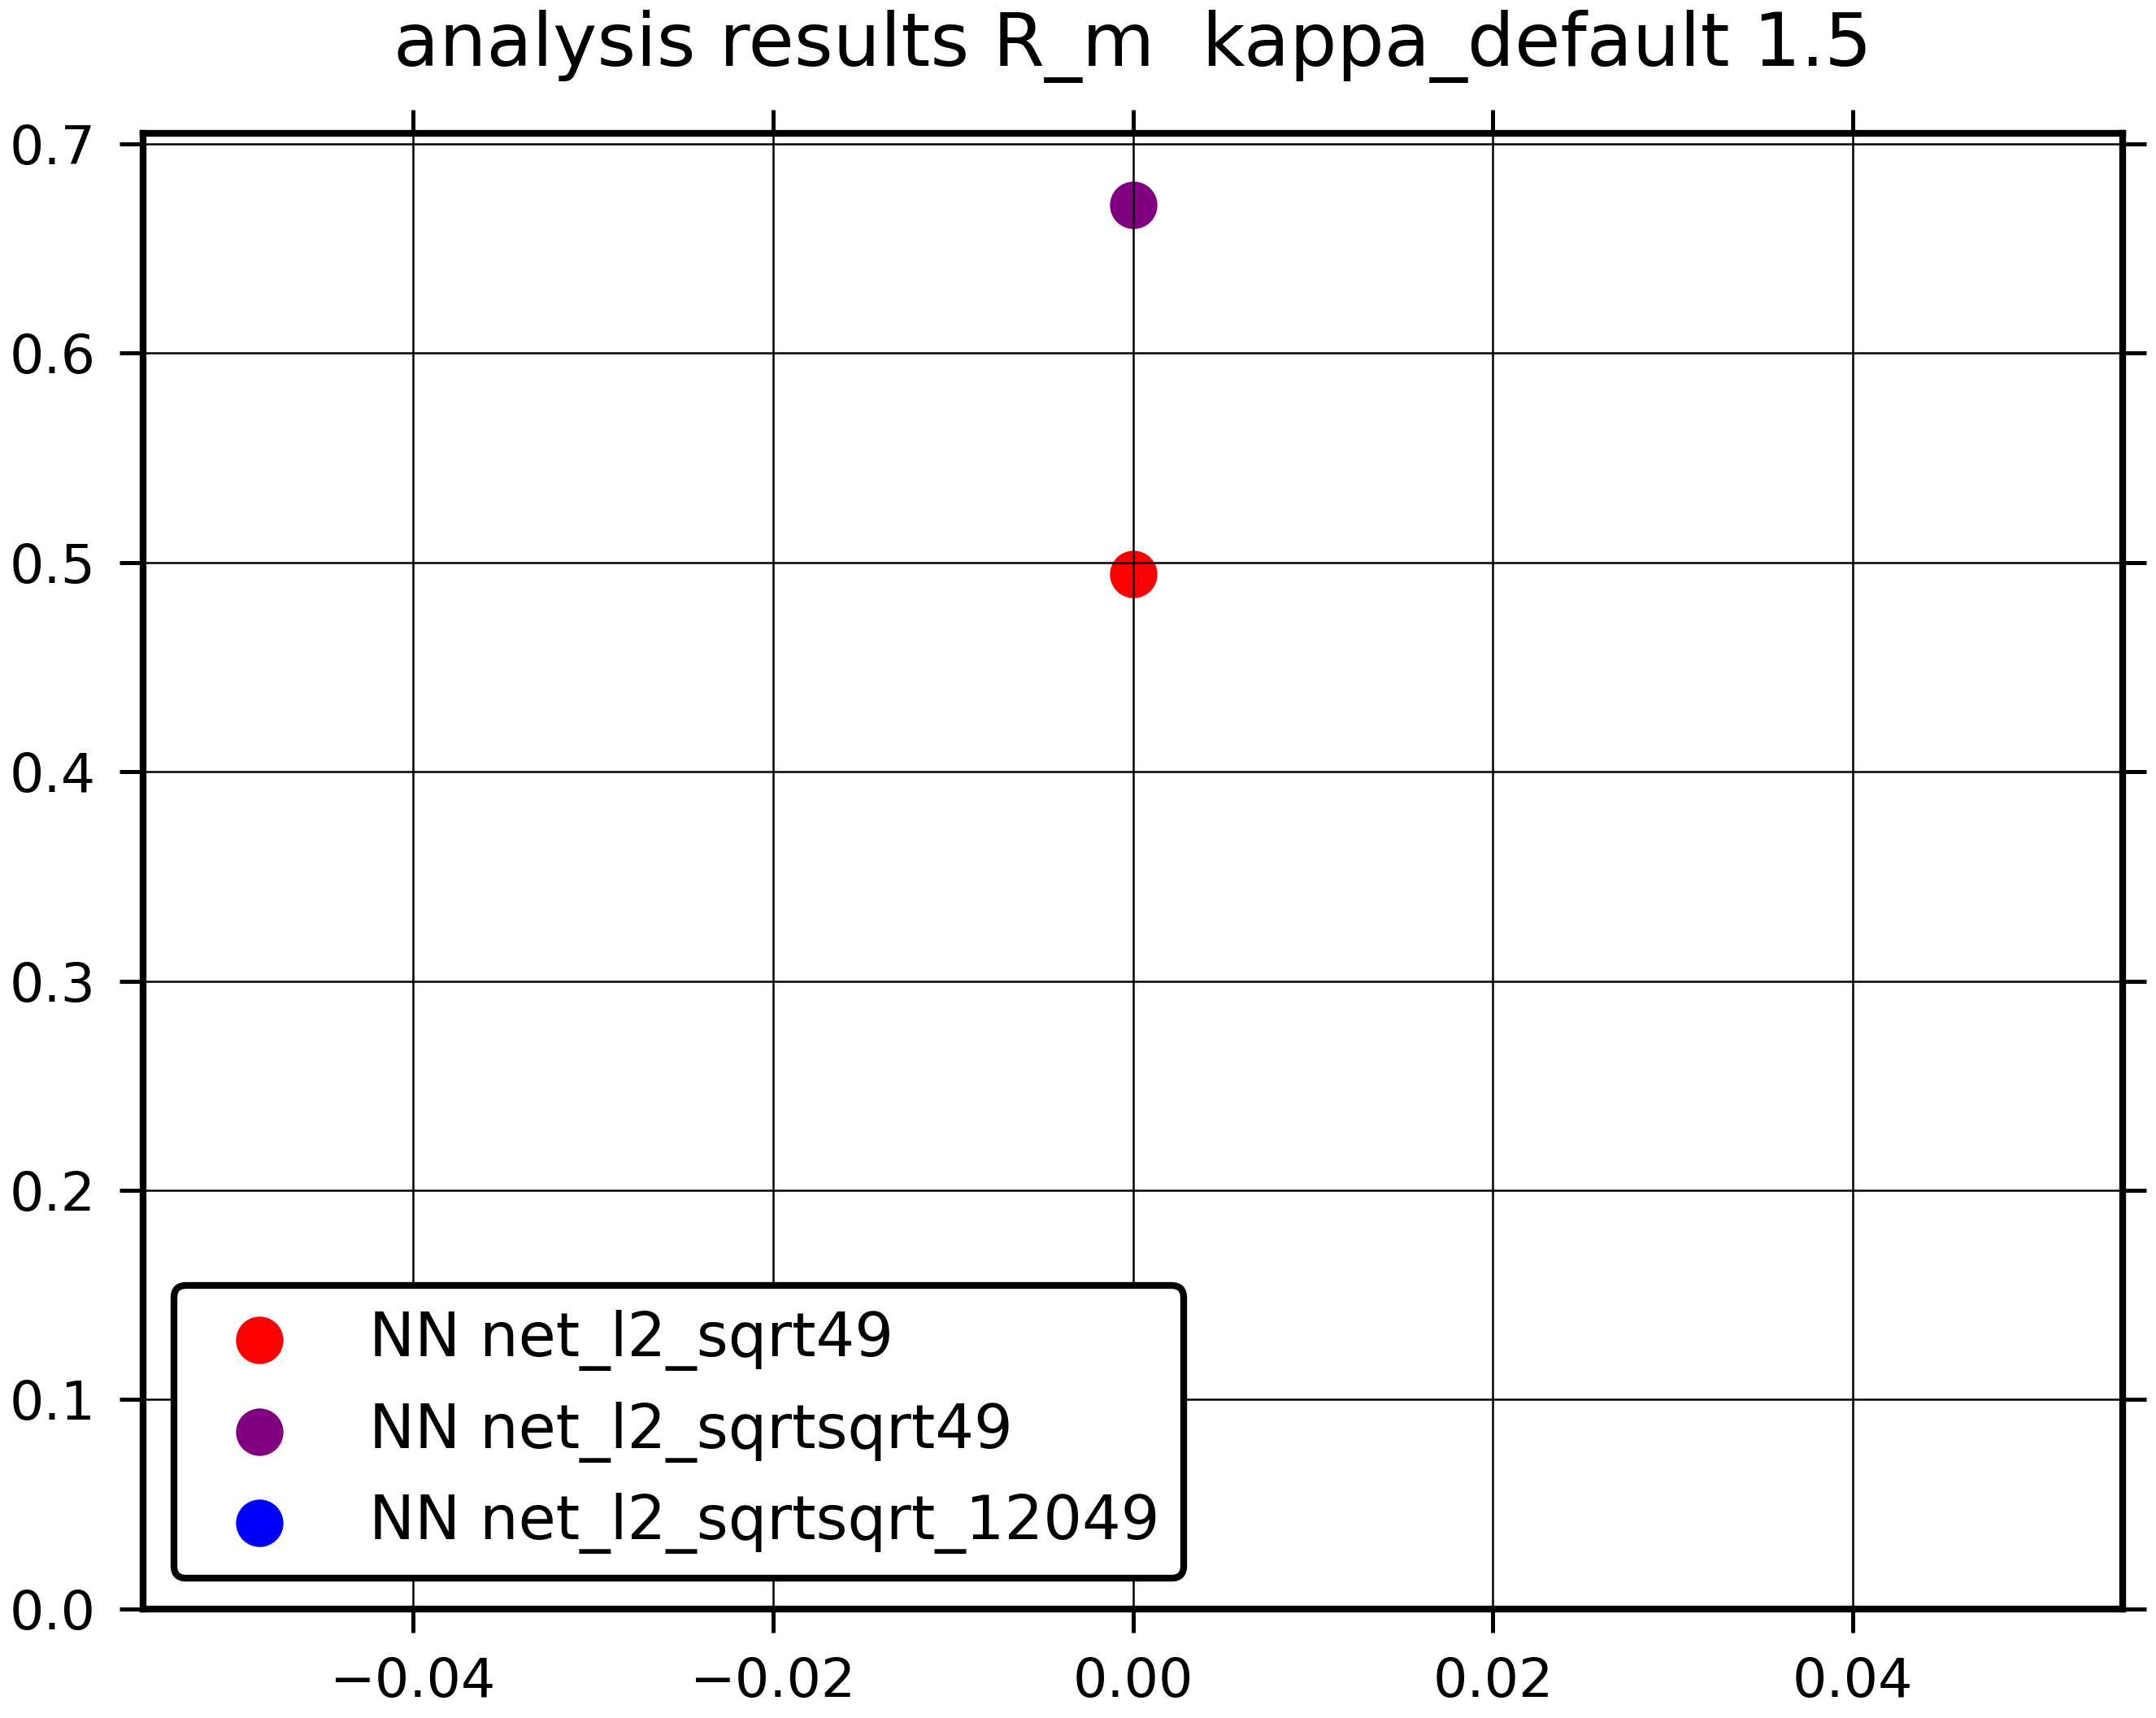 analysis results R_m  kappa_default 1.5
0.7
0.6
0.5
0.4
0.3
0.2
0.1
0.0
NN net_l2_sqrt49
NN net_l2_sqrtsqrt49
NN net_l2_sqrtsqrt_12049
−0.04 −0.02 0.00 0.02 0.04